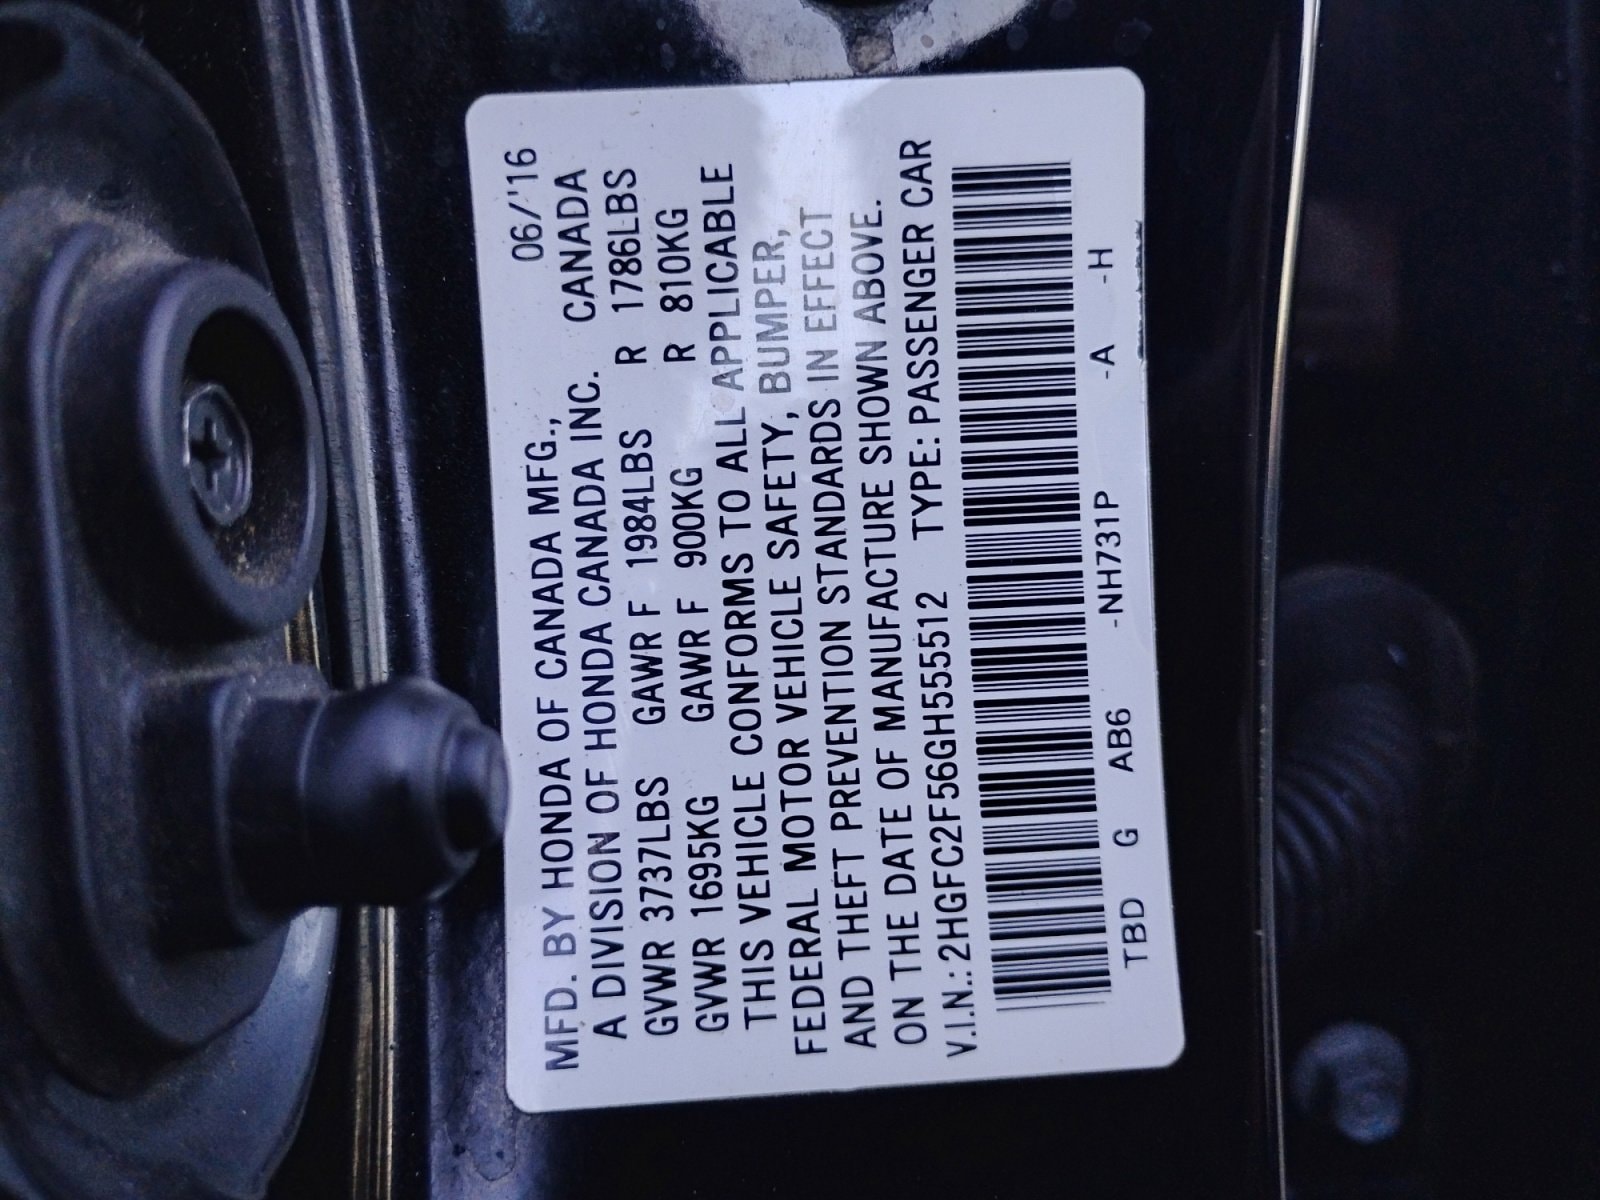 06/'16
MFD. BY HONDA OF CANADA MFG.,
A DIVISION OF HONDA CANADA INC. CANADA
GVWR 3737LBS GAWR F 1984LBS R 1786LBS
GVWR 1695KG GAWR F 900KG R 810KG
THIS VEHICLE CONFORMS TO ALL APPLICABLE
FEDERAL MOTOR VEHICLE SAFETY, BUMPER,
AND THEFT PREVENTION STANDARDS IN EFFECT
ON THE DATE OF MANUFACTURE SHOWN ABOVE.
V.I.N.: 2HGFC2F56GH555512 TYPE: PASSENGER CAR
TBD G AB6 -NH731P -A -H